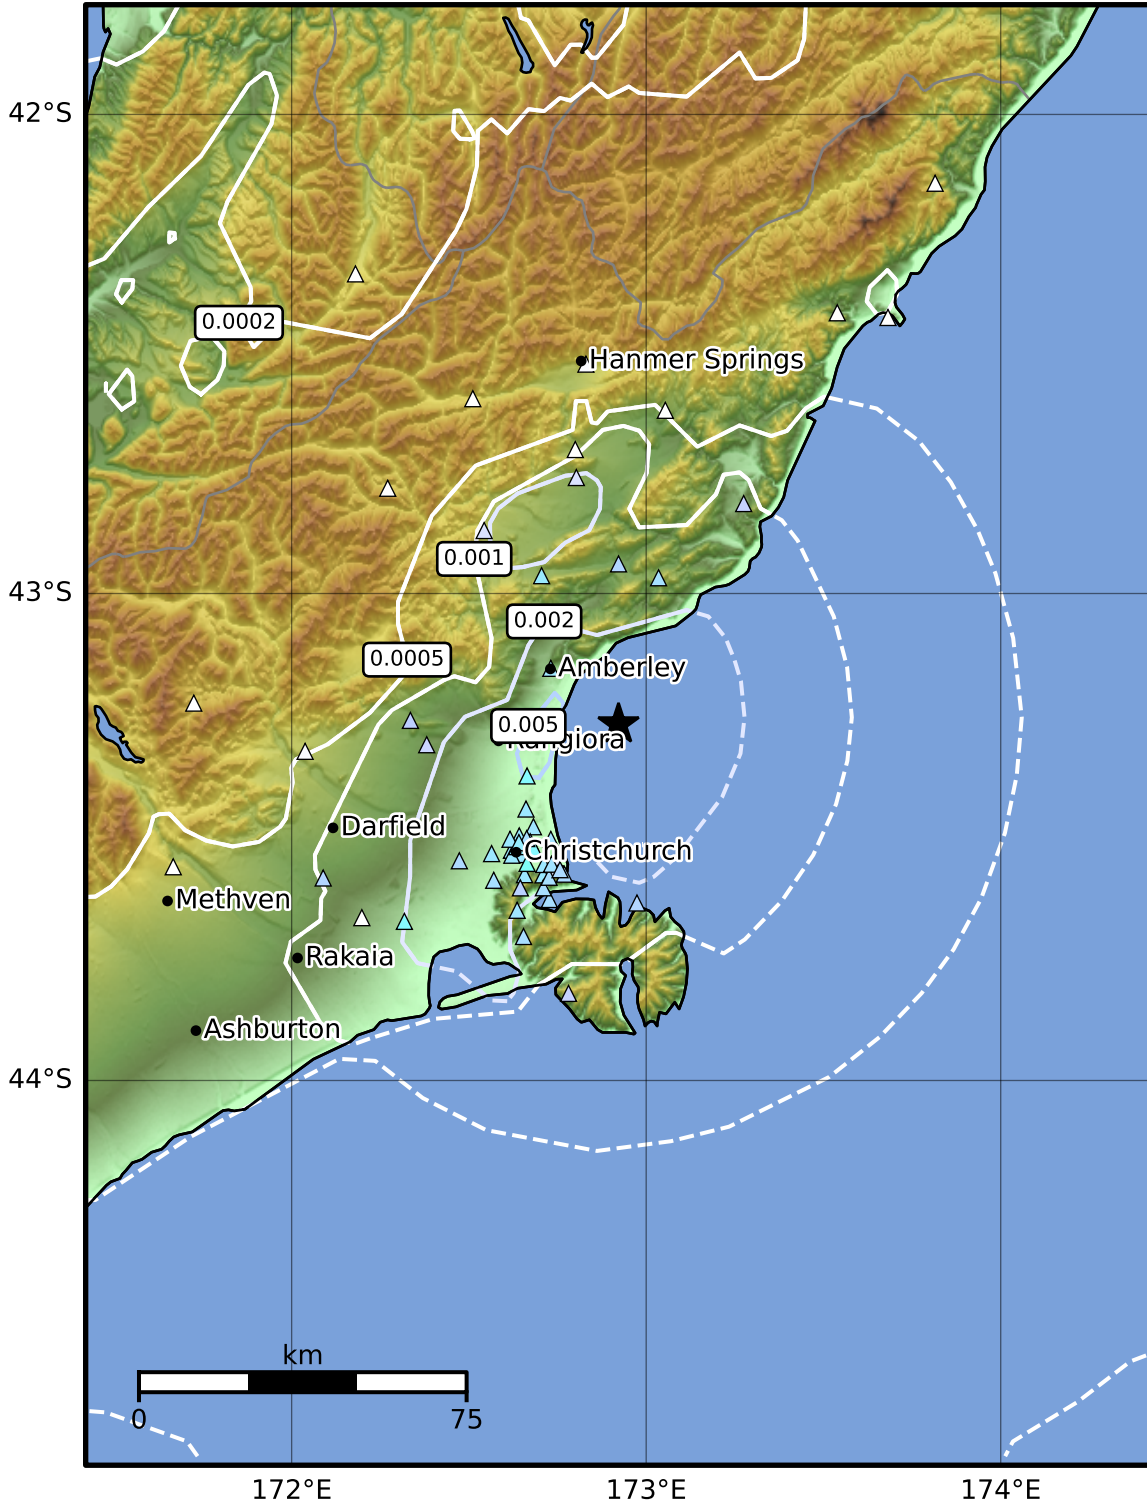 42°S
0.0002
Hanmer Springs
0.001
43°S
0.002
0.0005
Amberley
0.005
Rangiora
Darfield
Christchurch
Methven
Rakaia
Ashburton
44°S
km
0 75
172°E 173°E 174°E